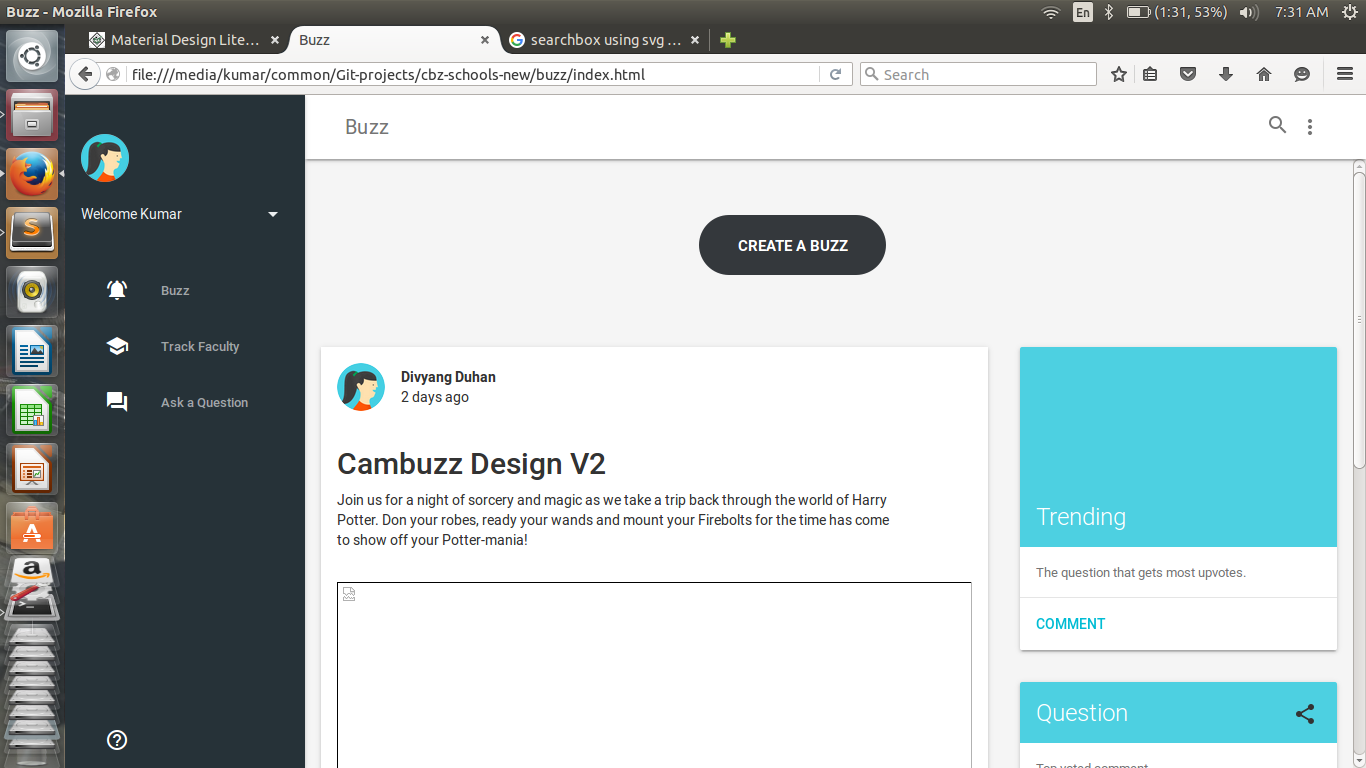 Buzz - Mozilla Firefox
En
(1:31, 53%)
7:31 AM
Material Design Lite...
Buzz
searchbox using svg ...
file:///media/kumar/common/Git-projects/cbz-schools-new/buzz/index.html
Search
Buzz
Welcome Kumar
Buzz
Track Faculty
Ask a Question
CREATE A BUZZ
Divyang Duhan
2 days ago
Cambuzz Design V2
Join us for a night of sorcery and magic as we take a trip back through the world of Harry
Potter. Don your robes, ready your wands and mount your Firebolts for the time has come
to show off your Potter-mania!
Trending
The question that gets most upvotes.
COMMENT
Question
Top voted comment